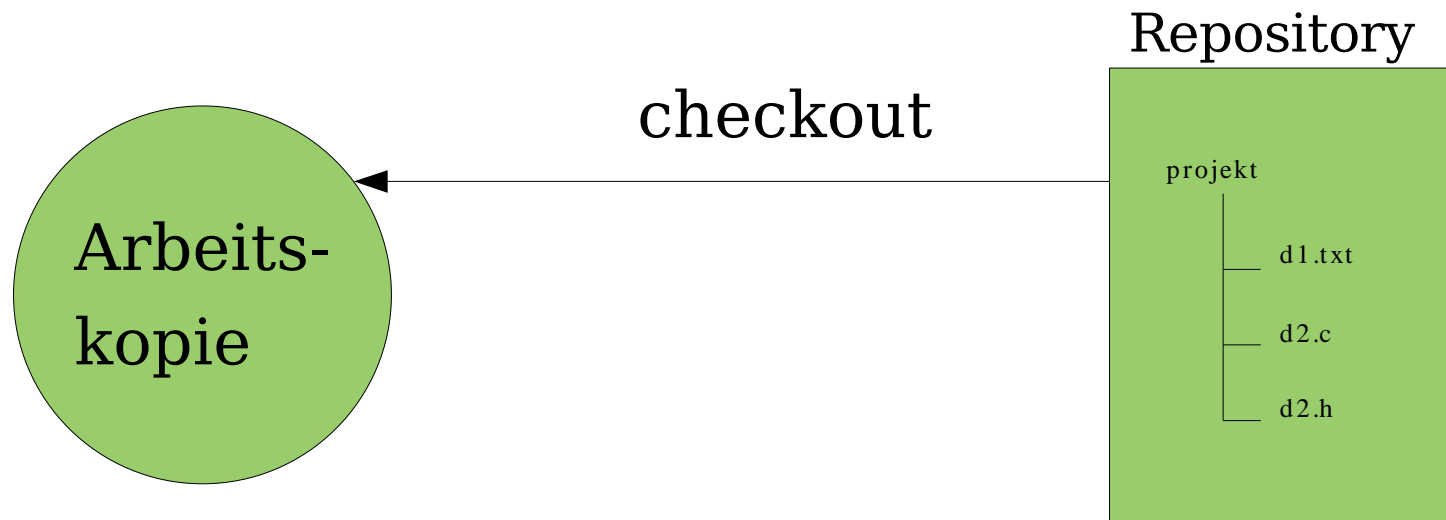 Repository
checkout
projekt
Arbeits-
d1.txt
kopie
d2.c
d2.h